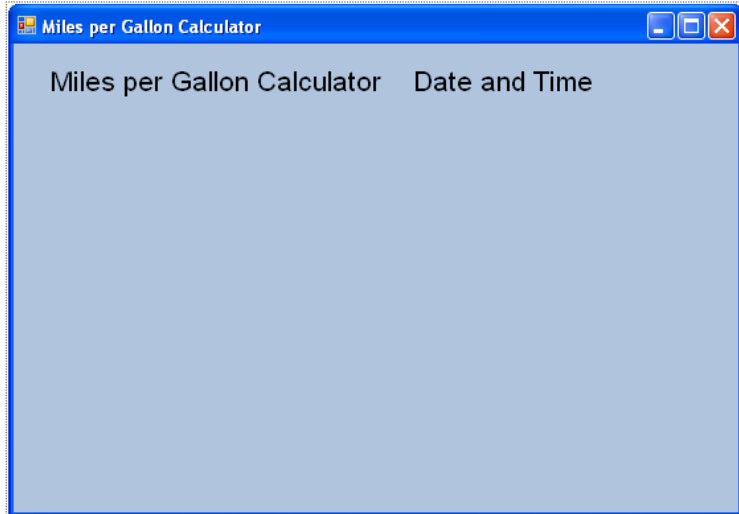 Miles per Gallon Calculator
Miles per Gallon Calculator Date and Time